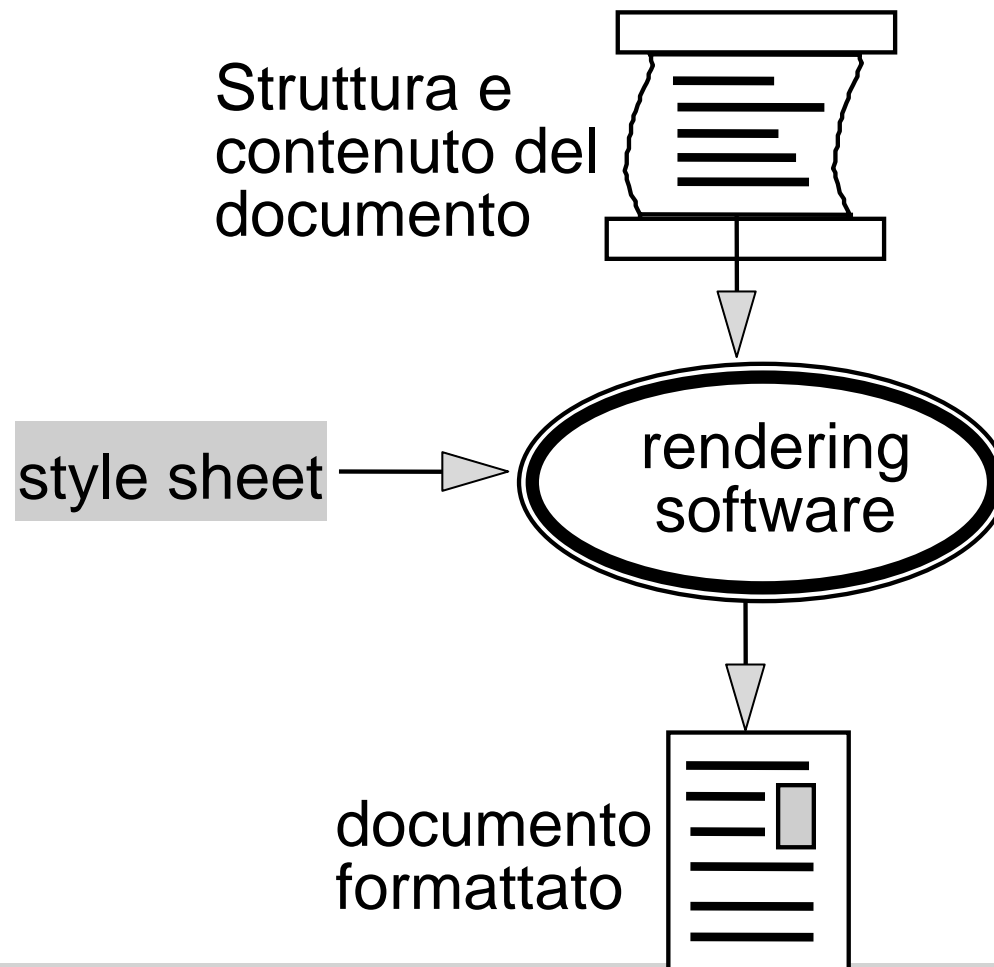 Struttura e
contenuto del
documento
style sheet
rendering
software
documento
formattato